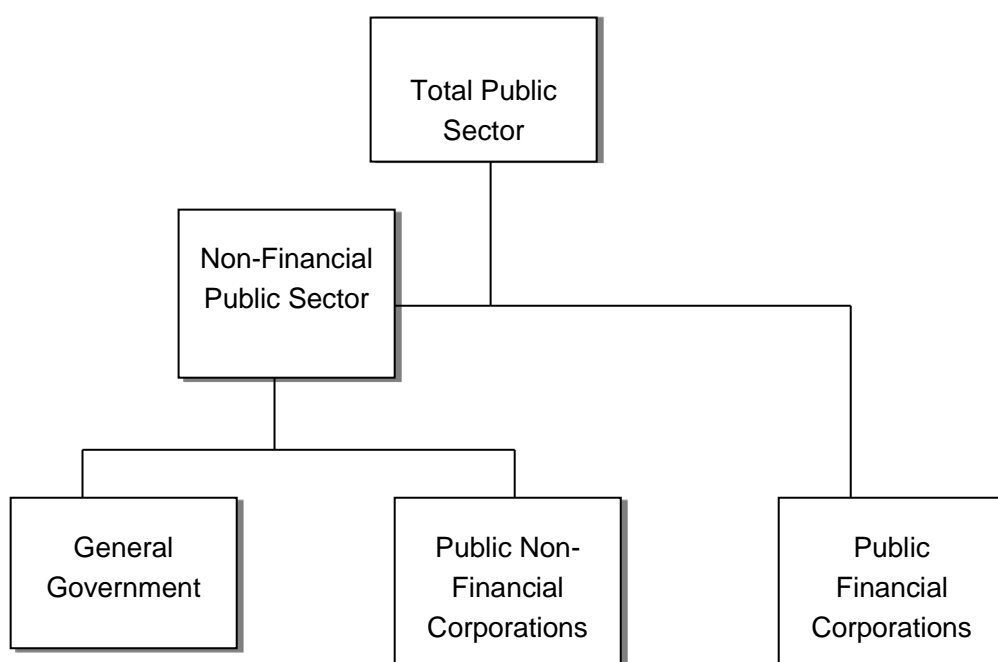 Total Public
Sector
Non-Financial
Public Sector
General
Government
Public Non-
Financial
Corporations
Public
Financial
Corporations